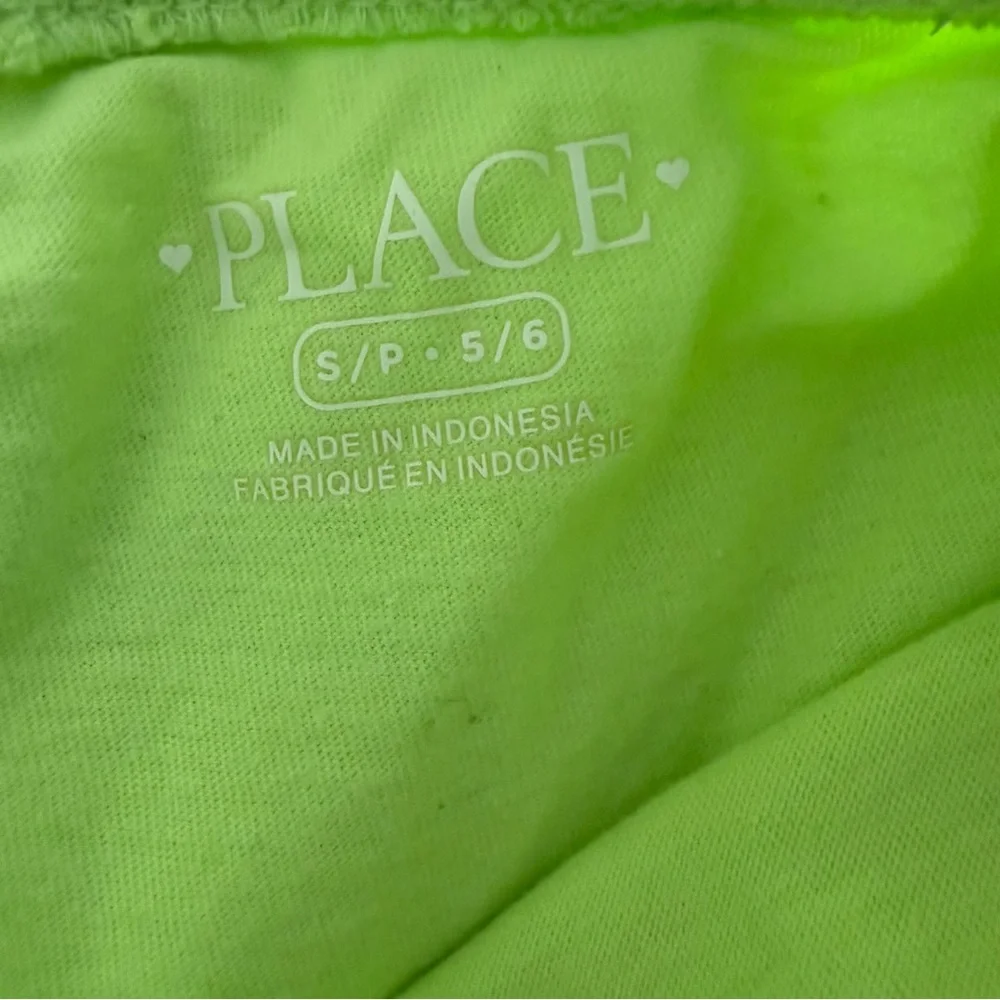 PLACE
S/P • 5/6
MADE IN INDONESIA
FABRIQUÉ EN INDONÉSIE